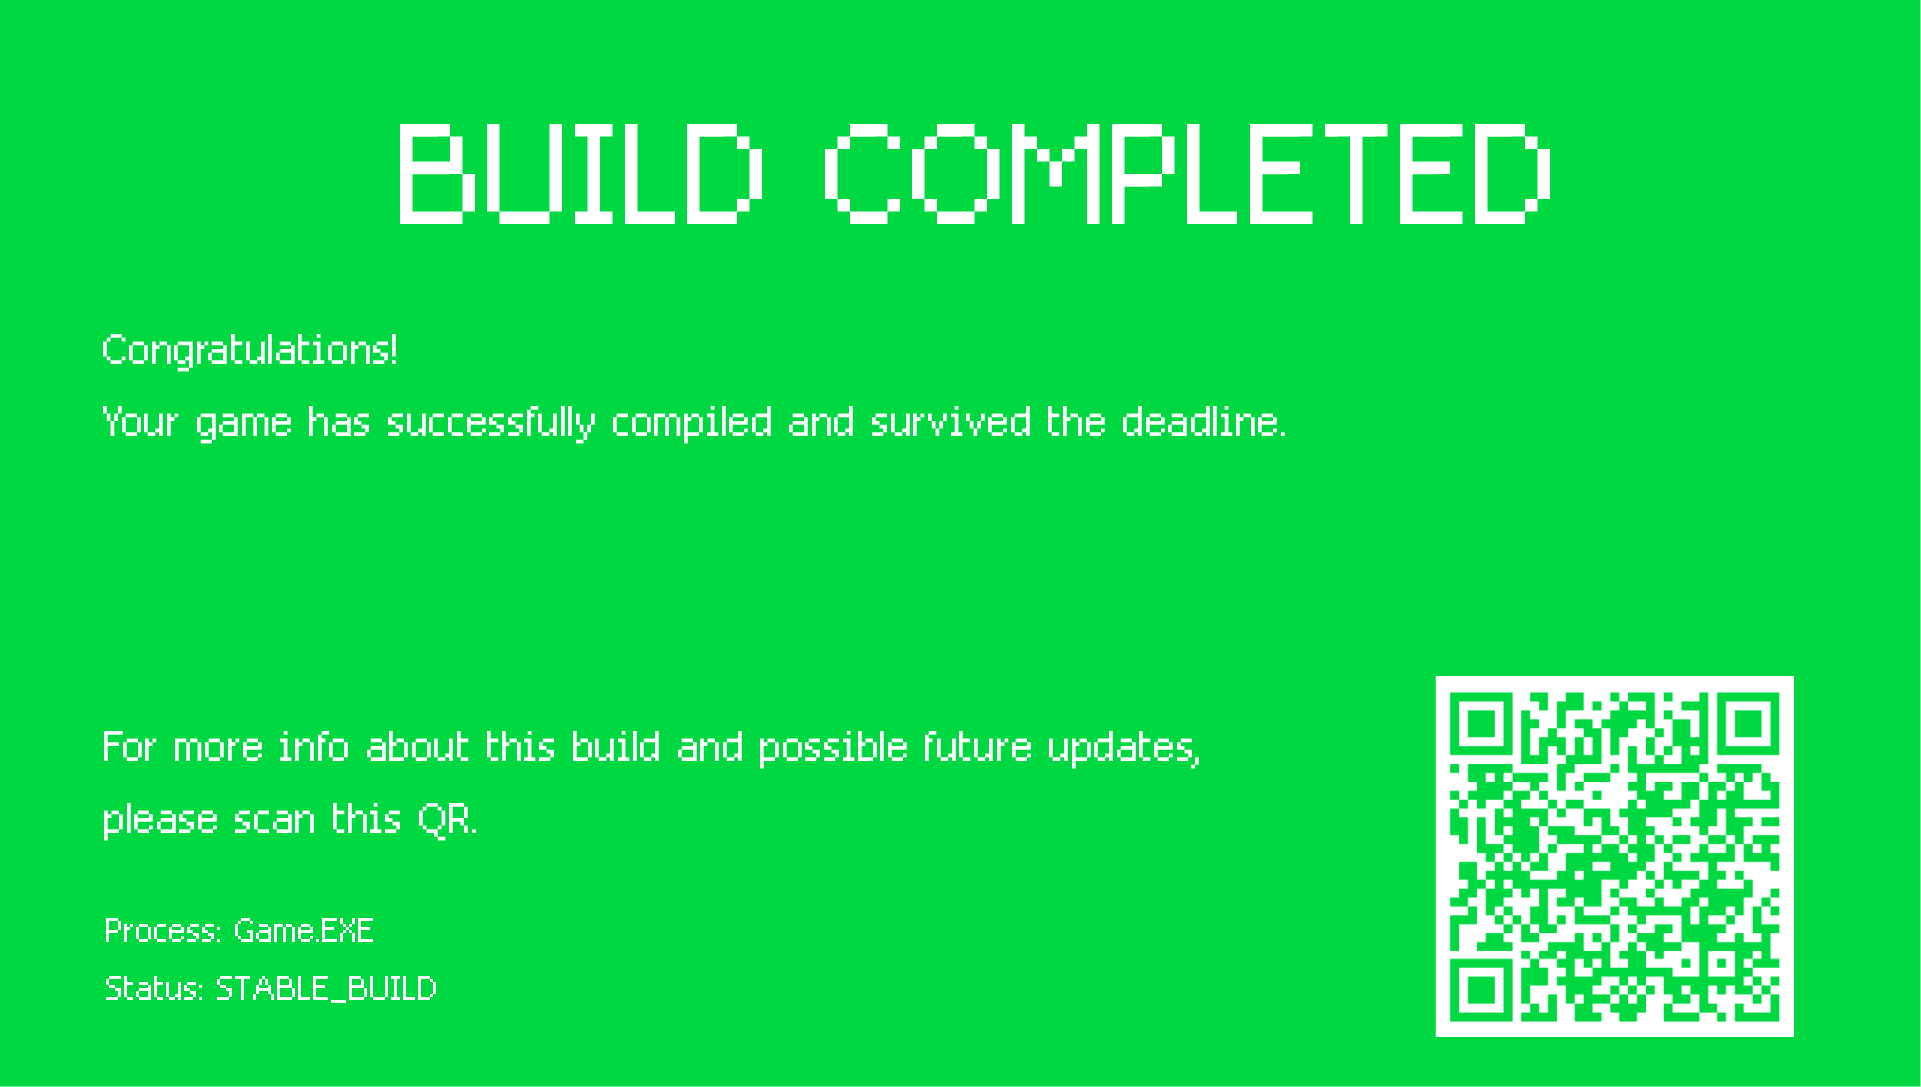 BUILD COMPLETED
Congratulations!
Your game has successfully compiled and survived the deadline.
For more info about this build and possible future updates,
please scan this QR.
Process: Game.EXE
Status: STABLE_BUILD